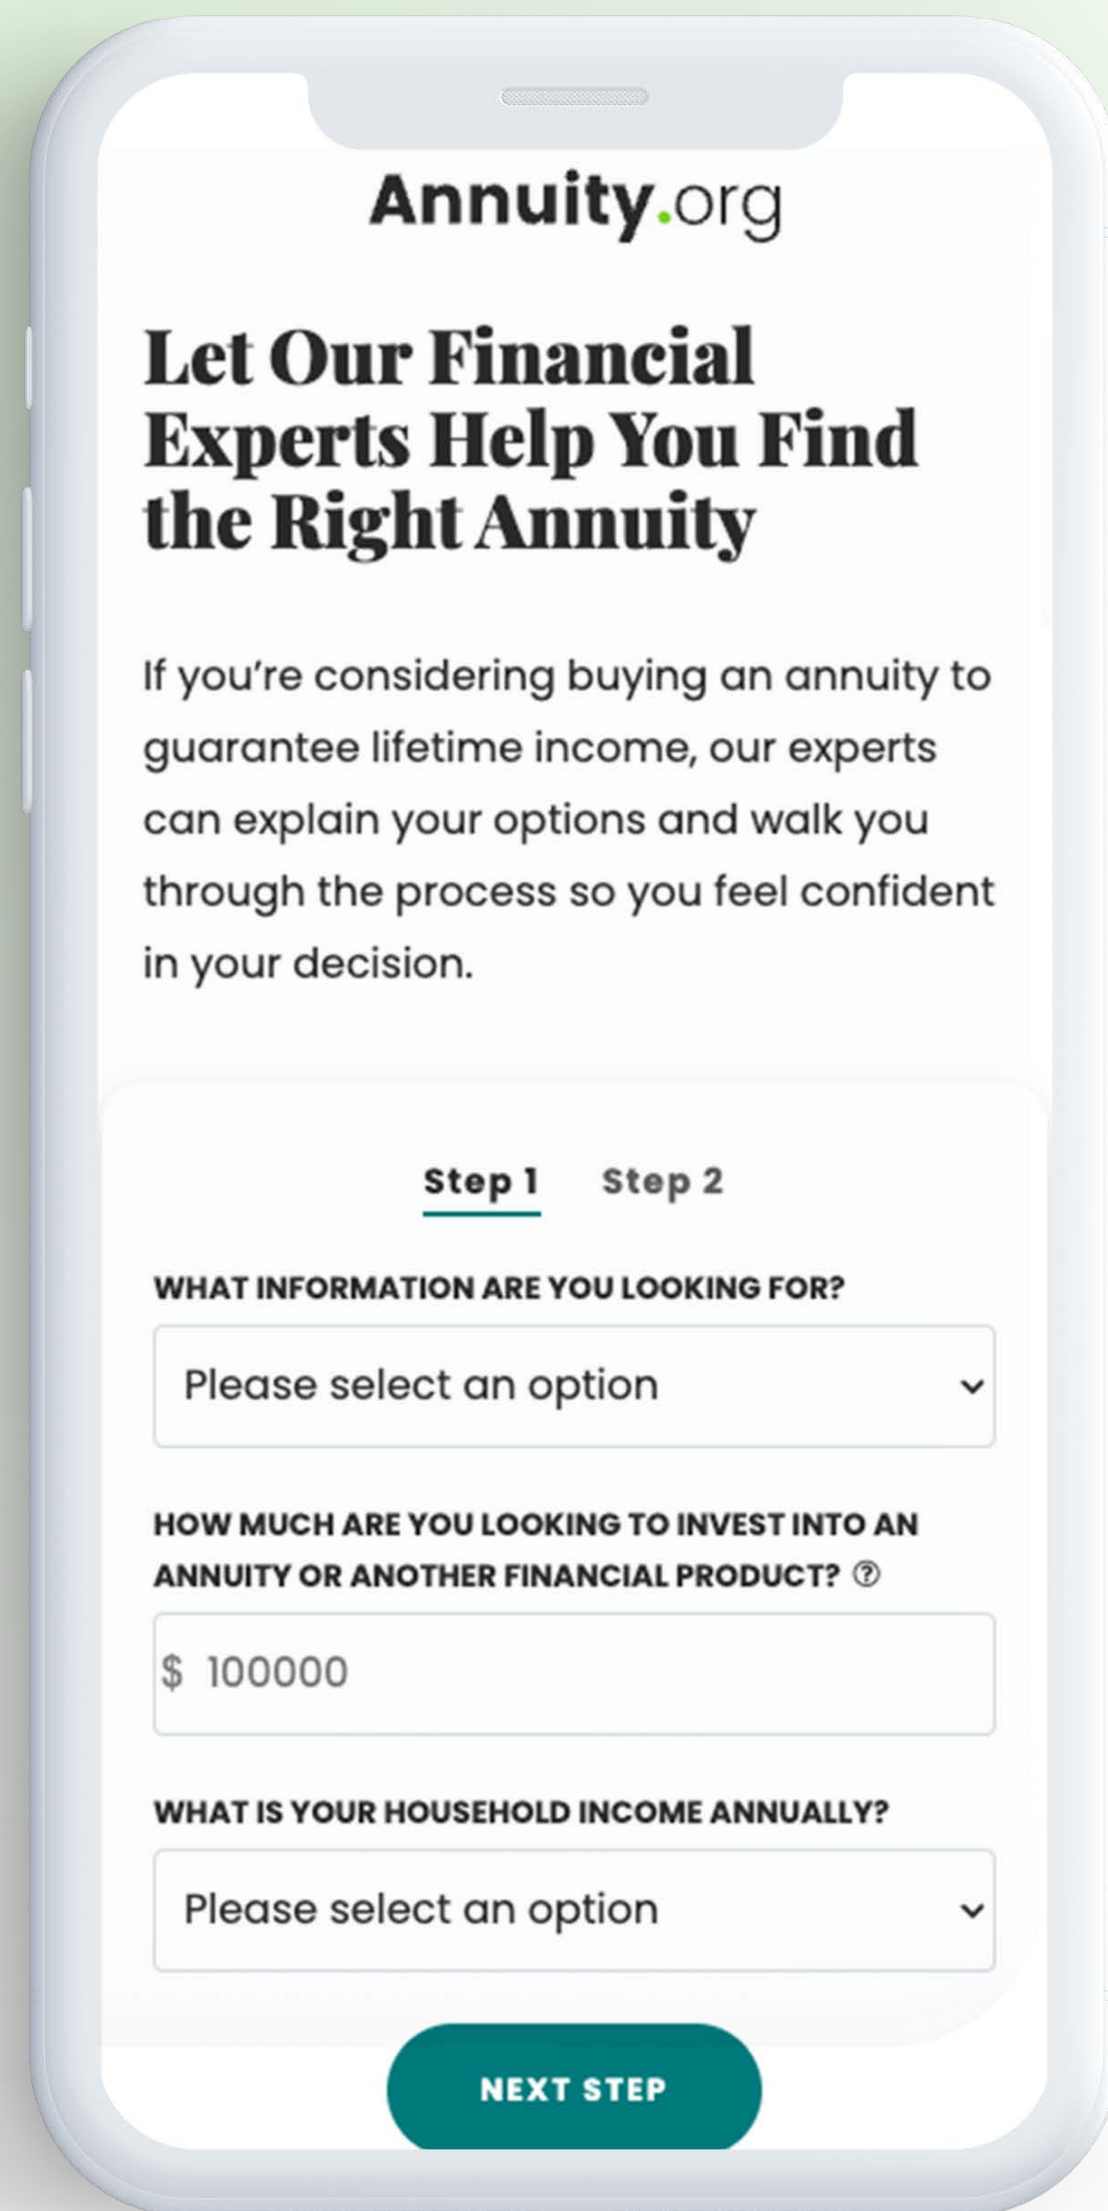 Annuity.org
Let Our Financial
Experts Help You Find
the Right Annuity
If you’re considering buying an annuity to
guarantee lifetime income, our experts
can explain your options and walk you
through the process so you feel confident
in your decision.
Step 1 Step 2
WHAT INFORMATION ARE YOU LOOKING FOR?
Please select an option
HOW MUCH ARE YOU LOOKING TO INVEST INTO AN
ANNUITY OR ANOTHER FINANCIAL PRODUCT? ?
$ 100000
WHAT IS YOUR HOUSEHOLD INCOME ANNUALLY?
Please select an option
NEXT STEP